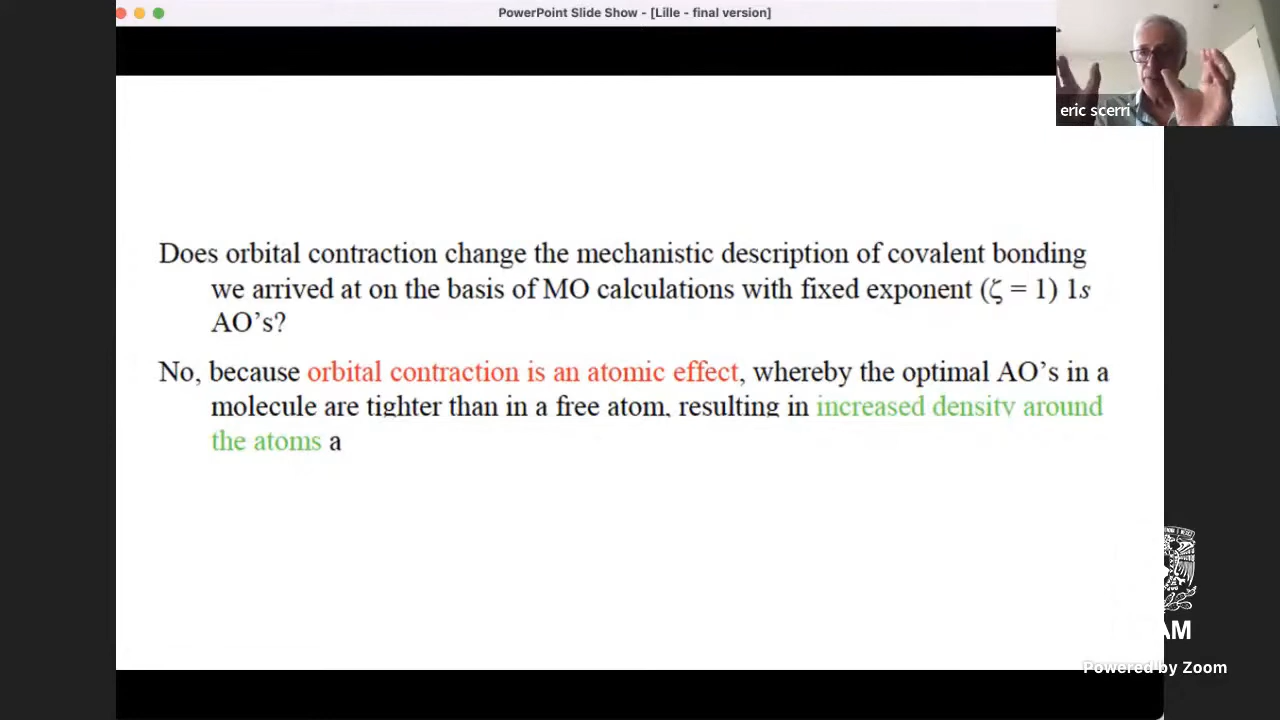 PowerPoint Slide Show - [Lille - final version]
eric scerri
Does orbital contraction change the mechanistic description of covalent bonding
we arrived at on the basis of MO calculations with fixed exponent (ζ = 1) 1s
AO’s?
No, because orbital contraction is an atomic effect, whereby the optimal AO’s in a
molecule are tighter than in a free atom, resulting in increased density around
the atoms a
AM
Powered by Zoom